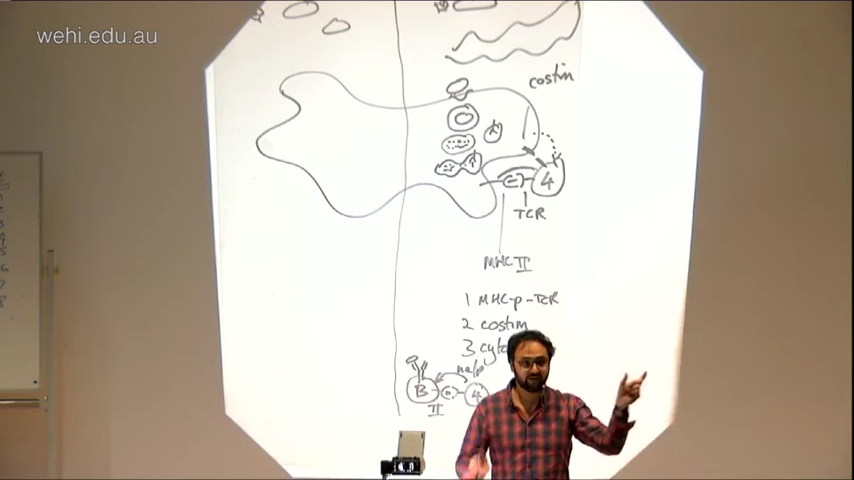 wehi.edu.au
costim
4
TCR
MHC II
1 MHC-p-TCR
2 costim
3 cyto
help
B
4
II